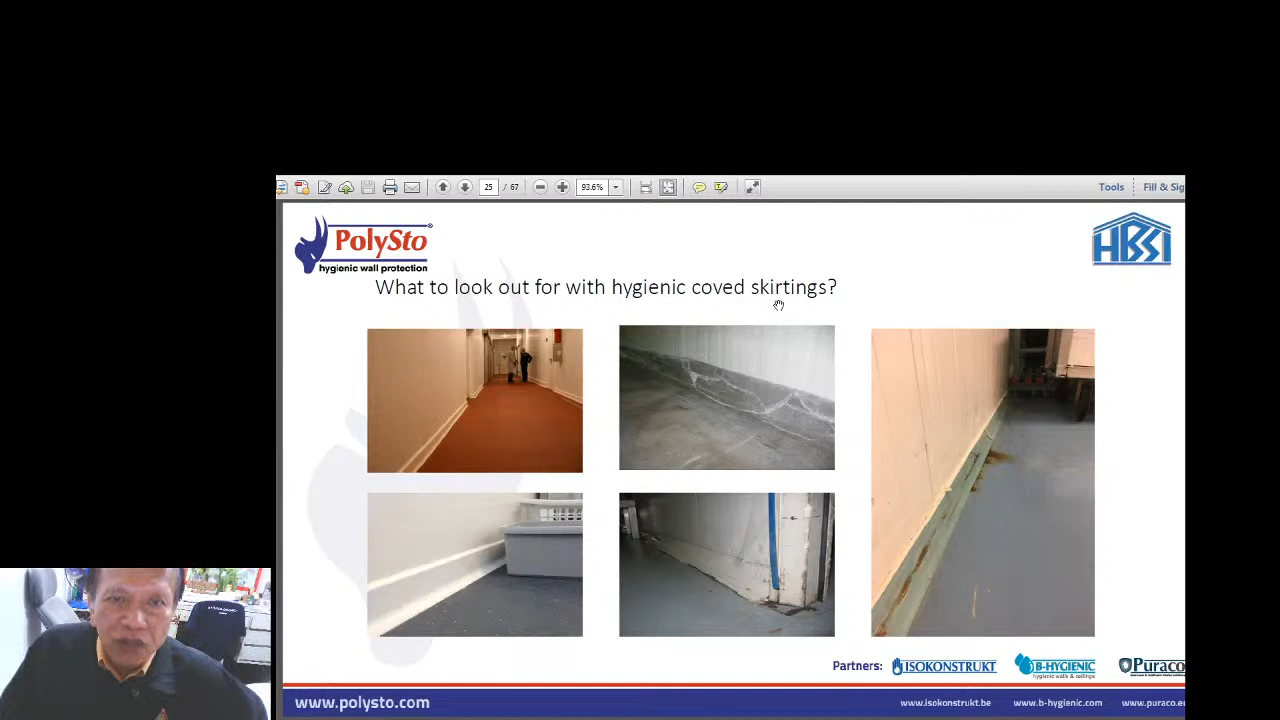 25 / 67
93.6%
Tools
Fill & Sig
PolySto®
hygienic wall protection
HBSI
What to look out for with hygienic coved skirtings?
Partners:
ISOKONSTRUKT
B-HYGIENIC
hygienic walls & ceilings
Puraco
www.polysto.com
www.isokonstrukt.be
www.b-hygienic.com
www.puraco.eu